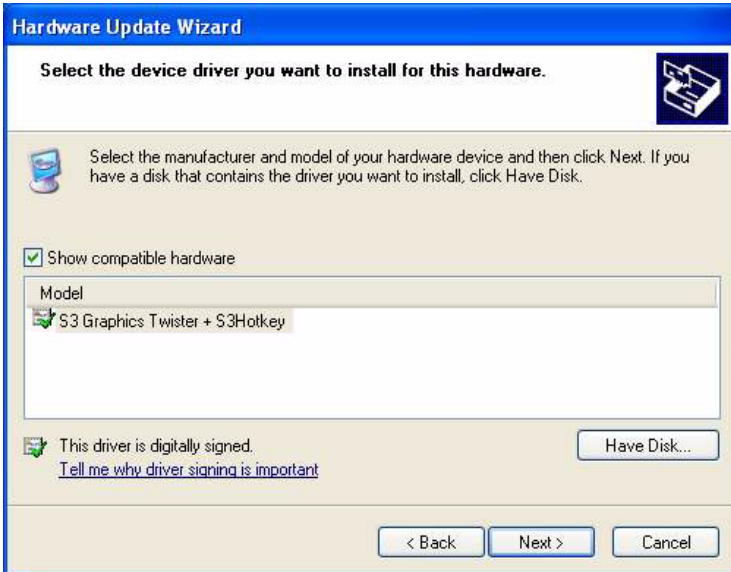 Hardware Update Wizard
Select the device driver you want to install for this hardware.
Select the manufacturer and model of your hardware device and then click Next. If you
have a disk that contains the driver you want to install, click Have Disk.
Show compatible hardware
Model
S3 Graphics Twister + S3Hotkey
This driver is digitally signed.
Have Disk...
Tell me why driver signing is important
< Back
Next >
Cancel